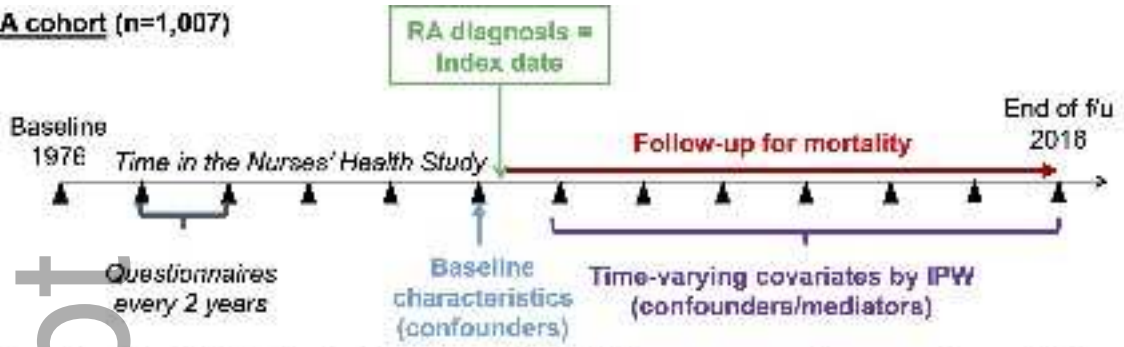 A cohort (n=1,007)
RA diagnosis =
Index date
Baseline
1976
Time in the Nurses' Health Study
Follow-up for mortality
End of f/u
2018
Questionnaires
every 2 years
Baseline
characteristics
(confounders)
Time-varying covariates by IPW
(confounders/mediators)